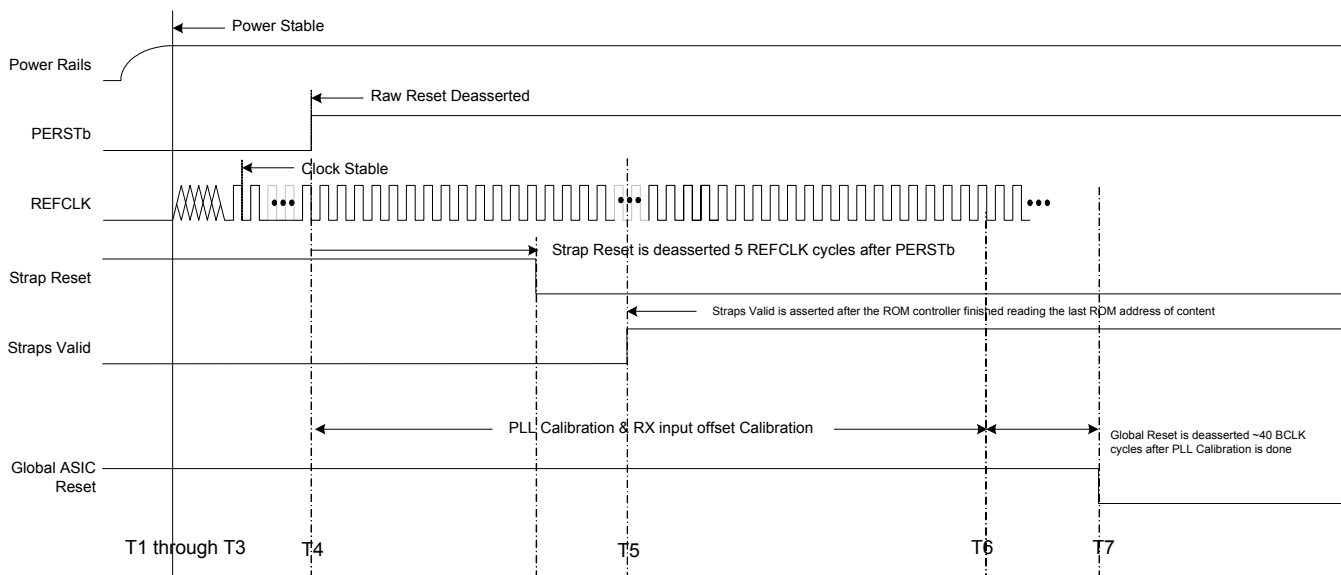 Power Stable
Power Rails
Raw Reset Deasserted
PERSTb
Clock Stable
REFCLK
Strap Reset is deasserted 5 REFCLK cycles after PERSTb
Strap Reset
Straps Valid is asserted after the ROM controller finished reading the last ROM address of content
Straps Valid
PLL Calibration & RX input offset Calibration
Global Reset is deasserted ~40 BCLK
cycles after PLL Calibration is done
Global ASIC
Reset
T1 through T3
T4
T5
T6
T7